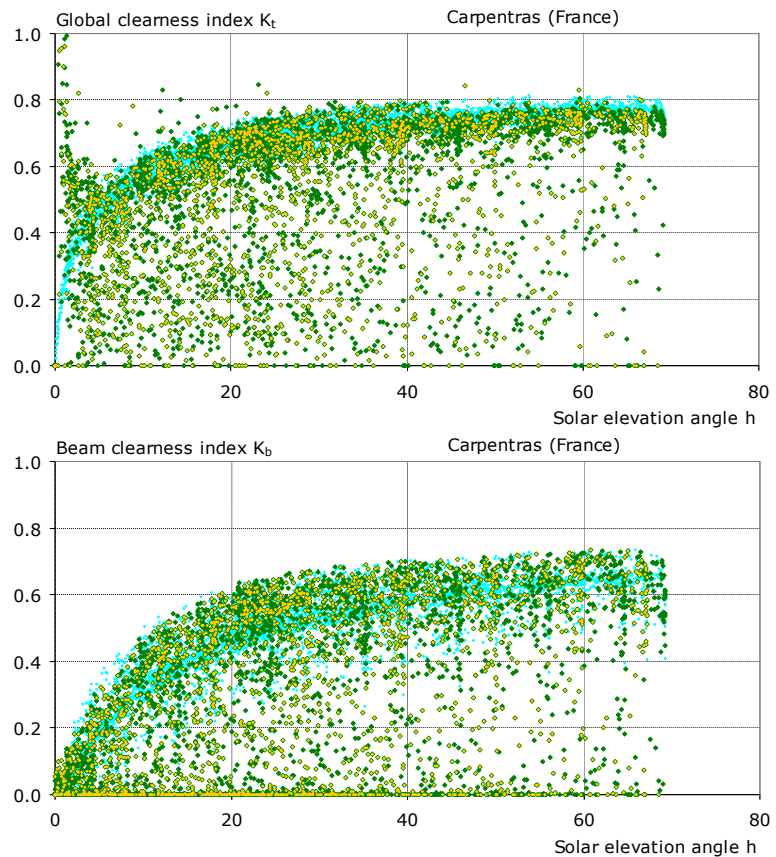 Global clearness index Kt Carpentras (France)
1.0
0.8
0.6
0.4
0.2
0.0
0 20 40 60 80
Solar elevation angle h
Beam clearness index Kb Carpentras (France)
1.0
0.8
0.6
0.4
0.2
0.0
0 20 40 60 80
Solar elevation angle h